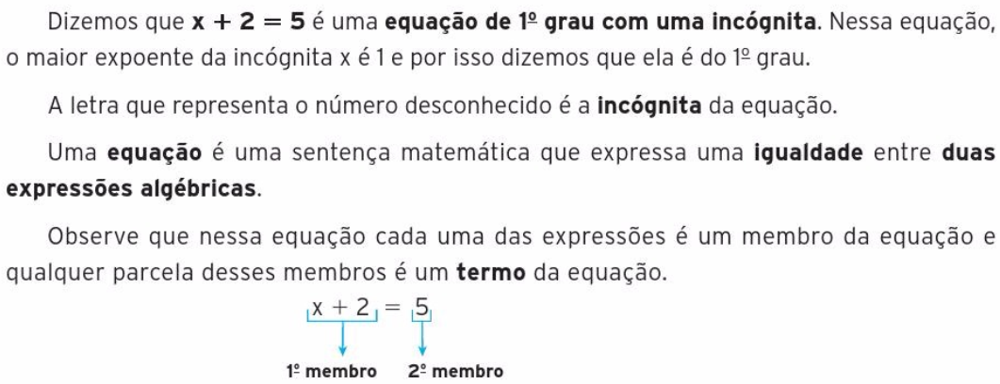 Dizemos que x + 2 = 5 é uma equação de 1º grau com uma incógnita. Nessa equação,
o maior expoente da incógnita x é 1 e por isso dizemos que ela é do 1º grau.
A letra que representa o número desconhecido é a incógnita da equação.
Uma equação é uma sentença matemática que expressa uma igualdade entre duas
expressões algébricas.
Observe que nessa equação cada uma das expressões é um membro da equação e
qualquer parcela desses membros é um termo da equação.
x + 2 = 5
1º membro 2º membro